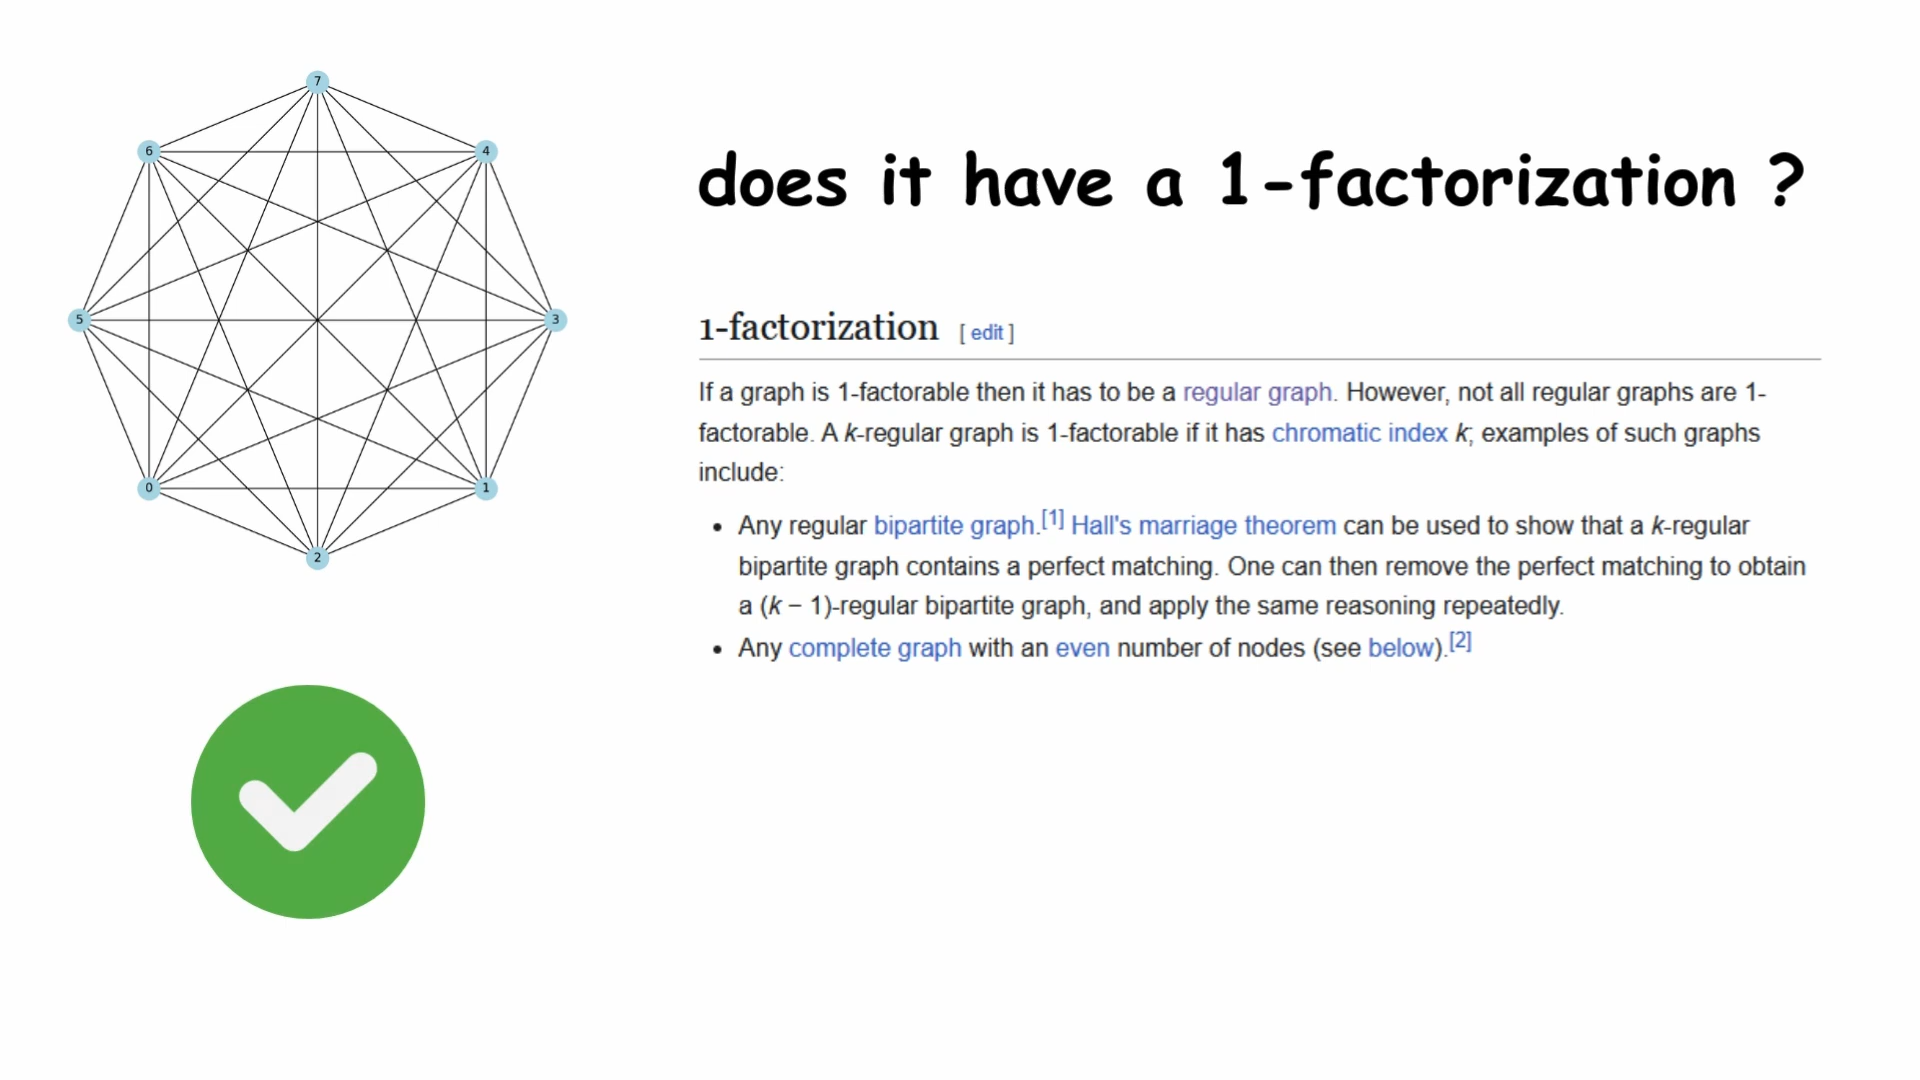 7
6
4
5
3
0
1
2
does it have a 1-factorization ?
1-factorization [ edit ]
If a graph is 1-factorable then it has to be a regular graph. However, not all regular graphs are 1-
factorable. A k-regular graph is 1-factorable if it has chromatic index k; examples of such graphs
include:
• Any regular bipartite graph.[1] Hall's marriage theorem can be used to show that a k-regular
bipartite graph contains a perfect matching. One can then remove the perfect matching to obtain
a (k − 1)-regular bipartite graph, and apply the same reasoning repeatedly.
• Any complete graph with an even number of nodes (see below).[2]